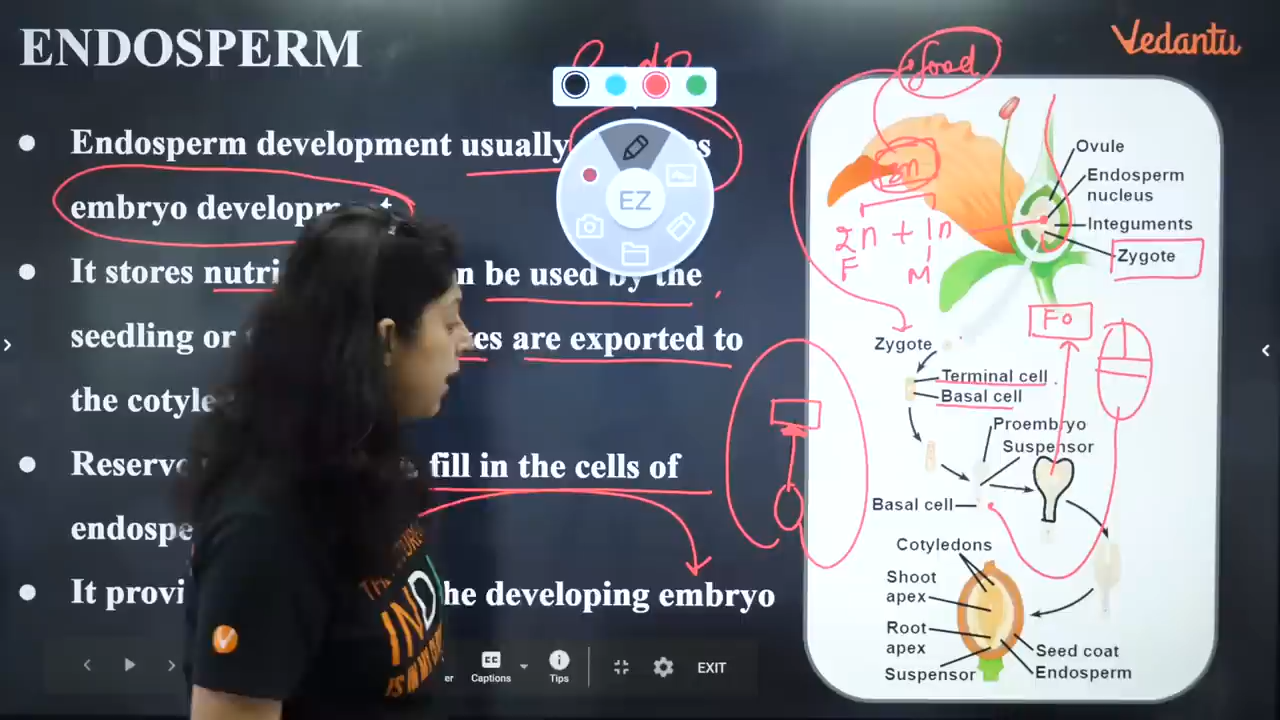 ENDOSPERM
Vedantu
food
Endosperm development usually
embryo development
It stores nutri n be used by the
seedling or es are exported to
the cotyle
Reserv fill in the cells of
endospe
It provi he developing embryo
EZ
2n + 1n
F M
Ovule
Endosperm
nucleus
Integuments
Zygote
Fo
Zygote
Terminal cell
Basal cell
Proembryo
Suspensor
Basal cell
Cotyledons
Shoot
apex
Root
apex
Suspensor
Seed coat
Endosperm
IND
Captions
Tips
EXIT